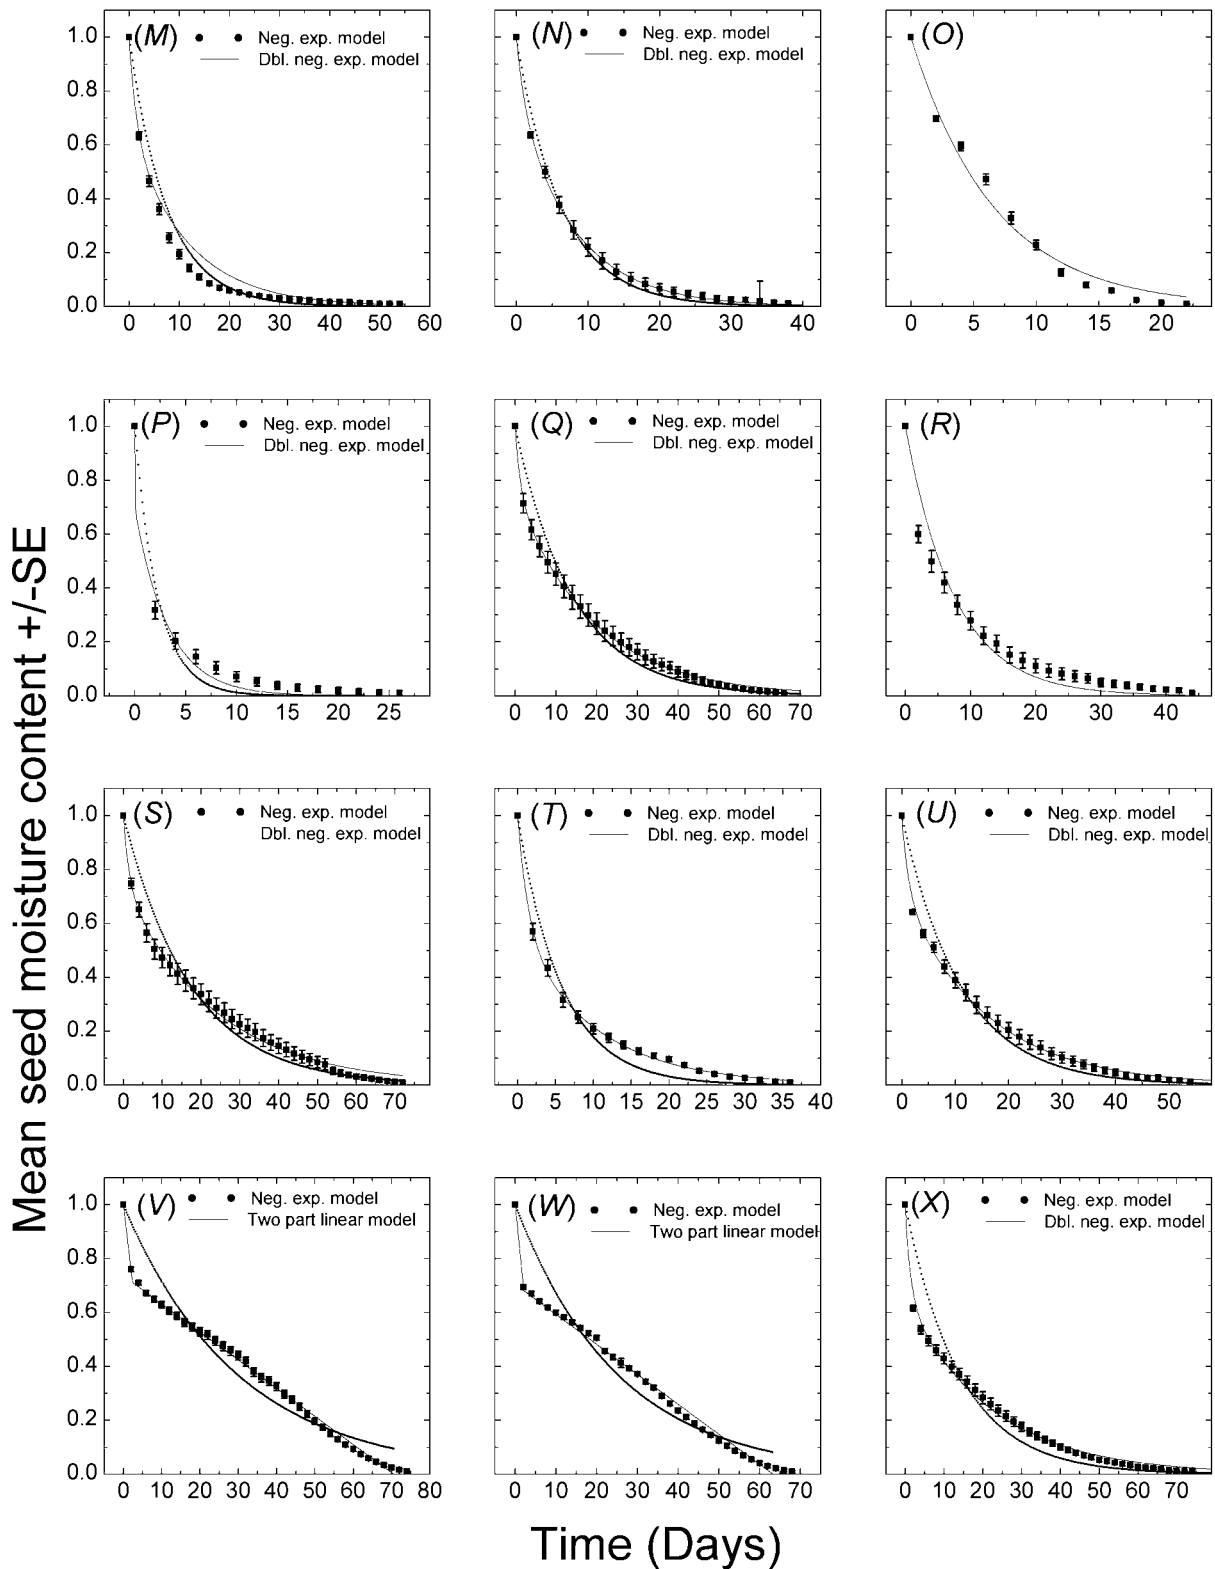 Mean seed moisture content +/-SE
(M)
Neg. exp. model
Dbl. neg. exp. model
1.0
0.8
0.6
0.4
0.2
0.0
0 10 20 30 40 50 60
(N)
Neg. exp. model
Dbl. neg. exp. model
0 10 20 30 40
(O)
0 5 10 15 20
(P)
Neg. exp. model
Dbl. neg. exp. model
1.0
0.8
0.6
0.4
0.2
0.0
0 5 10 15 20 25
(Q)
Neg. exp. model
Dbl. neg. exp. model
0 10 20 30 40 50 60 70
(R)
0 10 20 30 40
(S)
Neg. exp. model
Dbl. neg. exp. model
1.0
0.8
0.6
0.4
0.2
0.0
0 10 20 30 40 50 60 70
(T)
Neg. exp. model
Dbl. neg. exp. model
0 5 10 15 20 25 30 35 40
(U)
Neg. exp. model
Dbl. neg. exp. model
0 10 20 30 40 50
(V)
Neg. exp. model
Two part linear model
1.0
0.8
0.6
0.4
0.2
0.0
0 10 20 30 40 50 60 70 80
(W)
Neg. exp. model
Two part linear model
0 10 20 30 40 50 60 70
(X)
Neg. exp. model
Dbl. neg. exp. model
0 10 20 30 40 50 60 70
Time (Days)